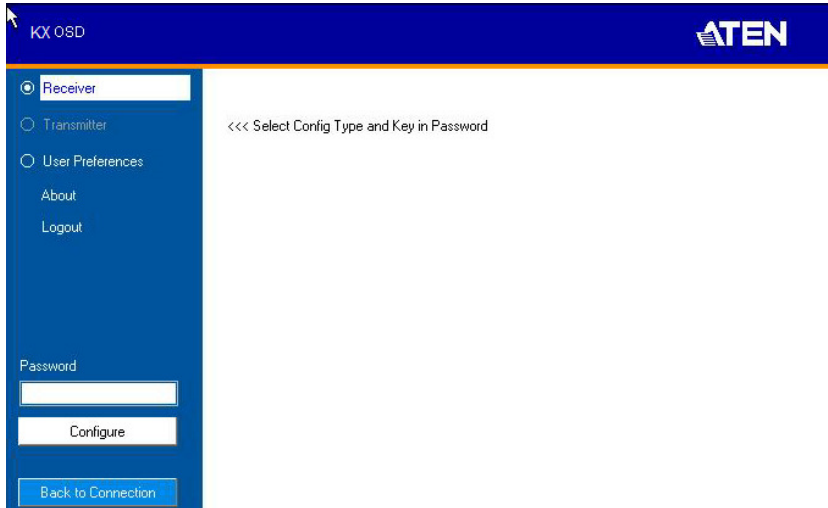 KX OSD
ATEN
Receiver
Transmitter
<<< Select Config Type and Key in Password
User Preferences
About
Logout
Password
Configure
Back to Connection